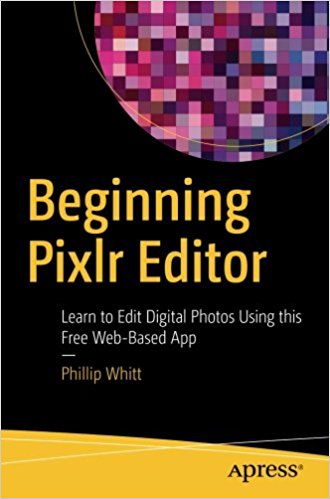 Beginning
Pixlr Editor
Learn to Edit Digital Photos Using this
Free Web-Based App
—
Phillip Whitt
Apress®